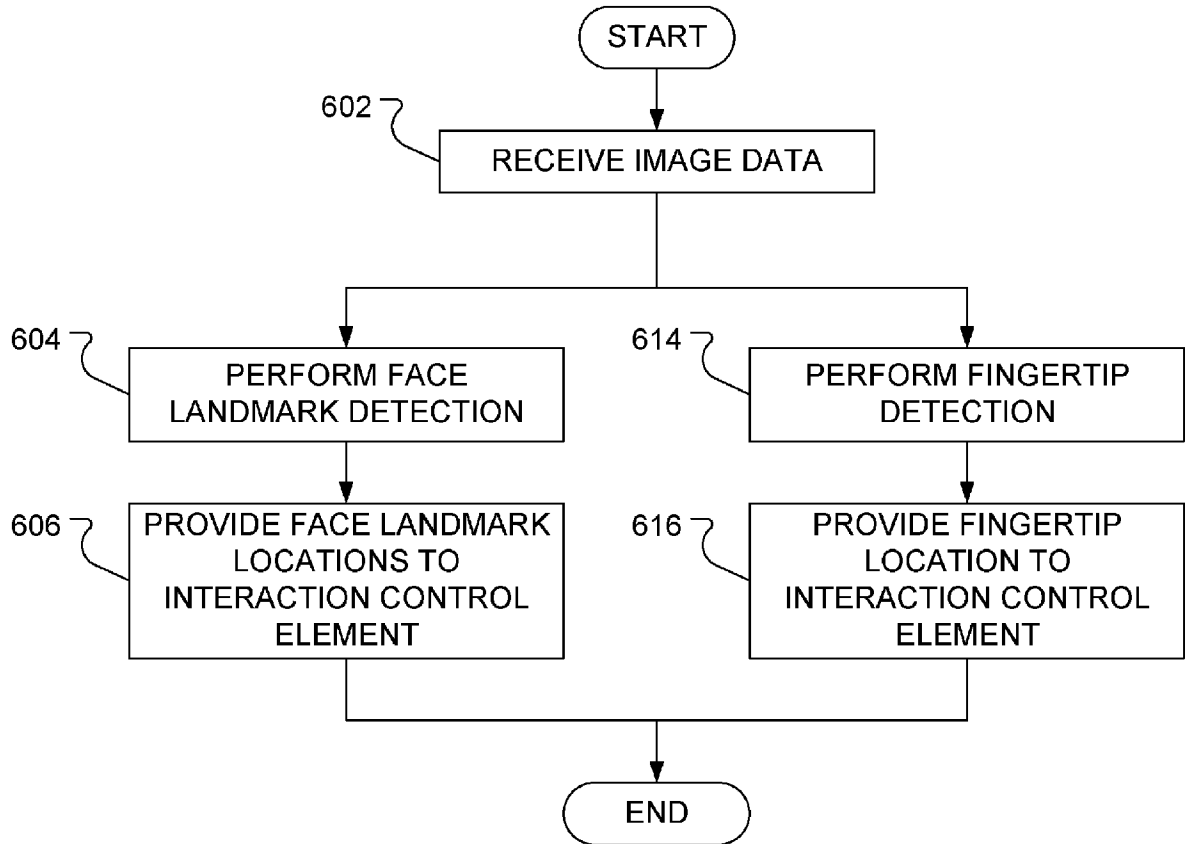 START
602
RECEIVE IMAGE DATA
604
PERFORM FACE
LANDMARK DETECTION
614
PERFORM FINGERTIP
DETECTION
606
PROVIDE FACE LANDMARK
LOCATIONS TO
INTERACTION CONTROL
ELEMENT
616
PROVIDE FINGERTIP
LOCATION TO
INTERACTION CONTROL
ELEMENT
END